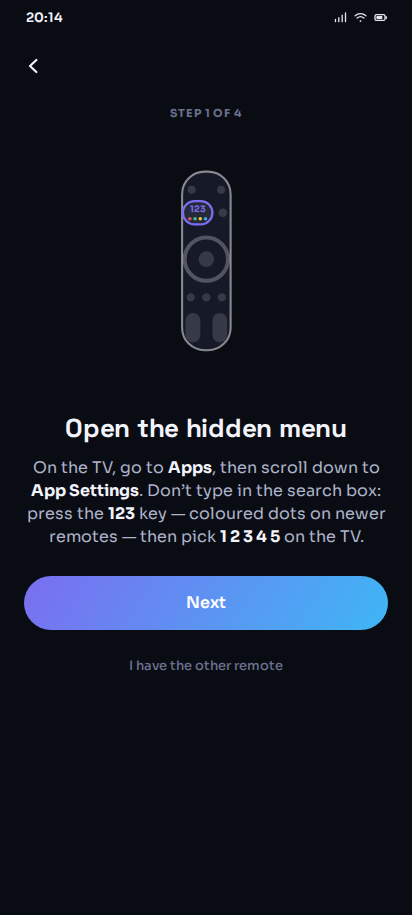 20:14
STEP 1 OF 4
123
Open the hidden menu
On the TV, go to Apps, then scroll down to
App Settings. Don’t type in the search box:
press the 123 key — coloured dots on newer
remotes — then pick 1 2 3 4 5 on the TV.
Next
I have the other remote